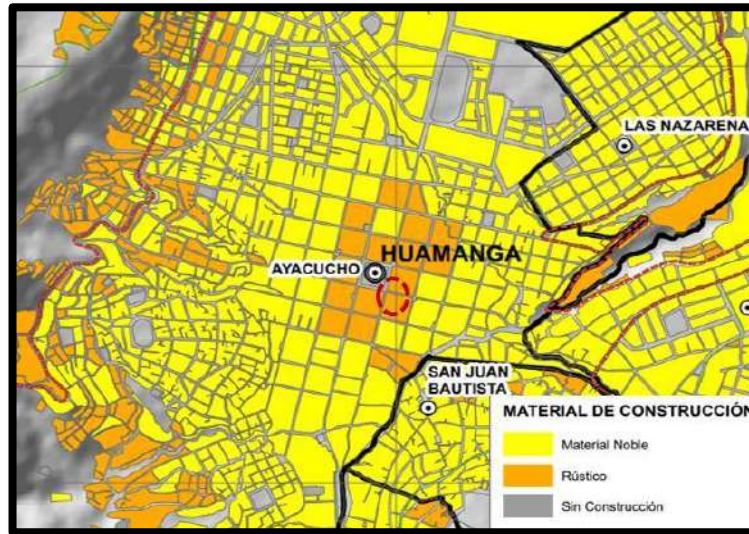 LAS NAZARENA
HUAMANGA
AYACUCHO
SAN JUAN
BAUTISTA
MATERIAL DE CONSTRUCCIÓN
Material Noble
Rústico
Sin Construcción